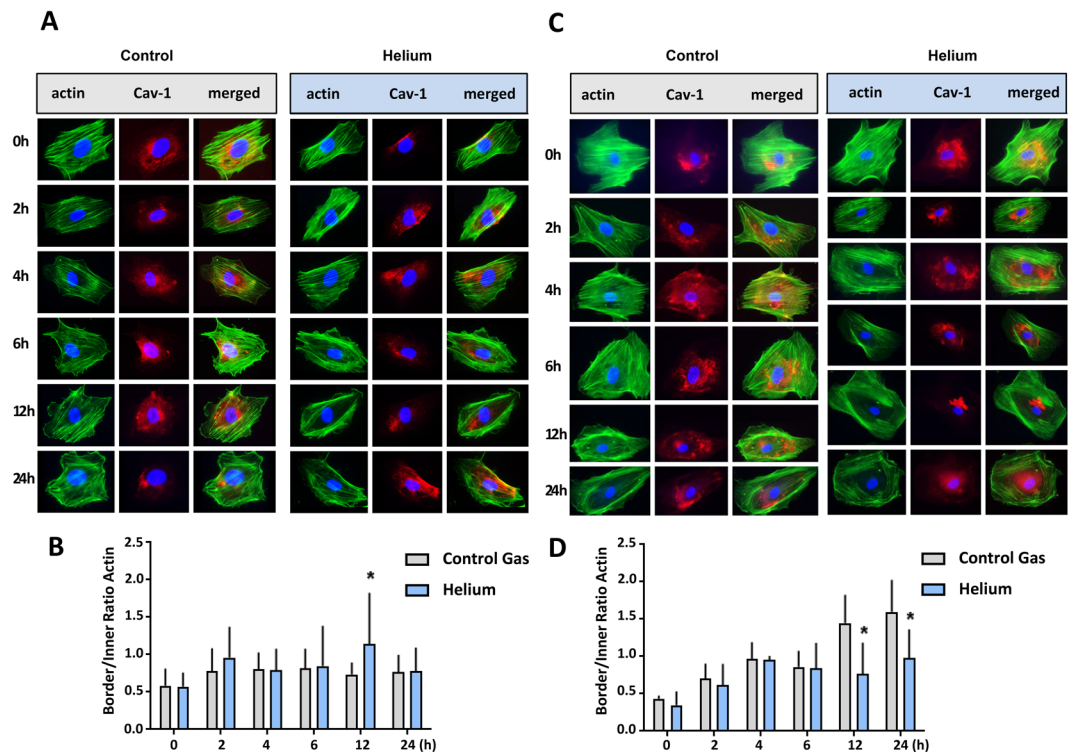 A
Control Helium
actin Cav-1 merged actin Cav-1 merged
0h
2h
4h
6h
12h
24h
B
Border/Inner Ratio Actin
2.5
2.0
1.5
1.0
0.5
0.0
Control Gas
Helium
*
0 2 4 6 12 24 (h)
C
Control Helium
actin Cav-1 merged actin Cav-1 merged
0h
2h
4h
6h
12h
24h
D
Border/Inner Ratio Actin
2.5
2.0
1.5
1.0
0.5
0.0
Control Gas
Helium
* *
0 2 4 6 12 24 (h)